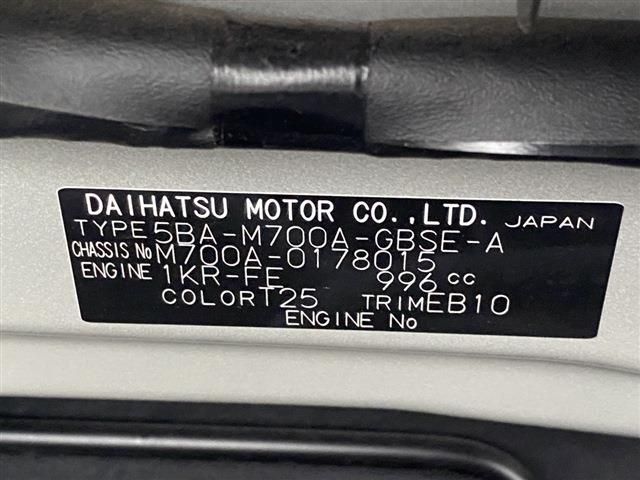 DAIHATSU MOTOR CO.,LTD. JAPAN
TYPE 5BA-M700A-GBSE-A
CHASSIS No M700A-0178015
ENGINE 1KR-FE 996 cc
COLOR T25 TRIM EB10
ENGINE No